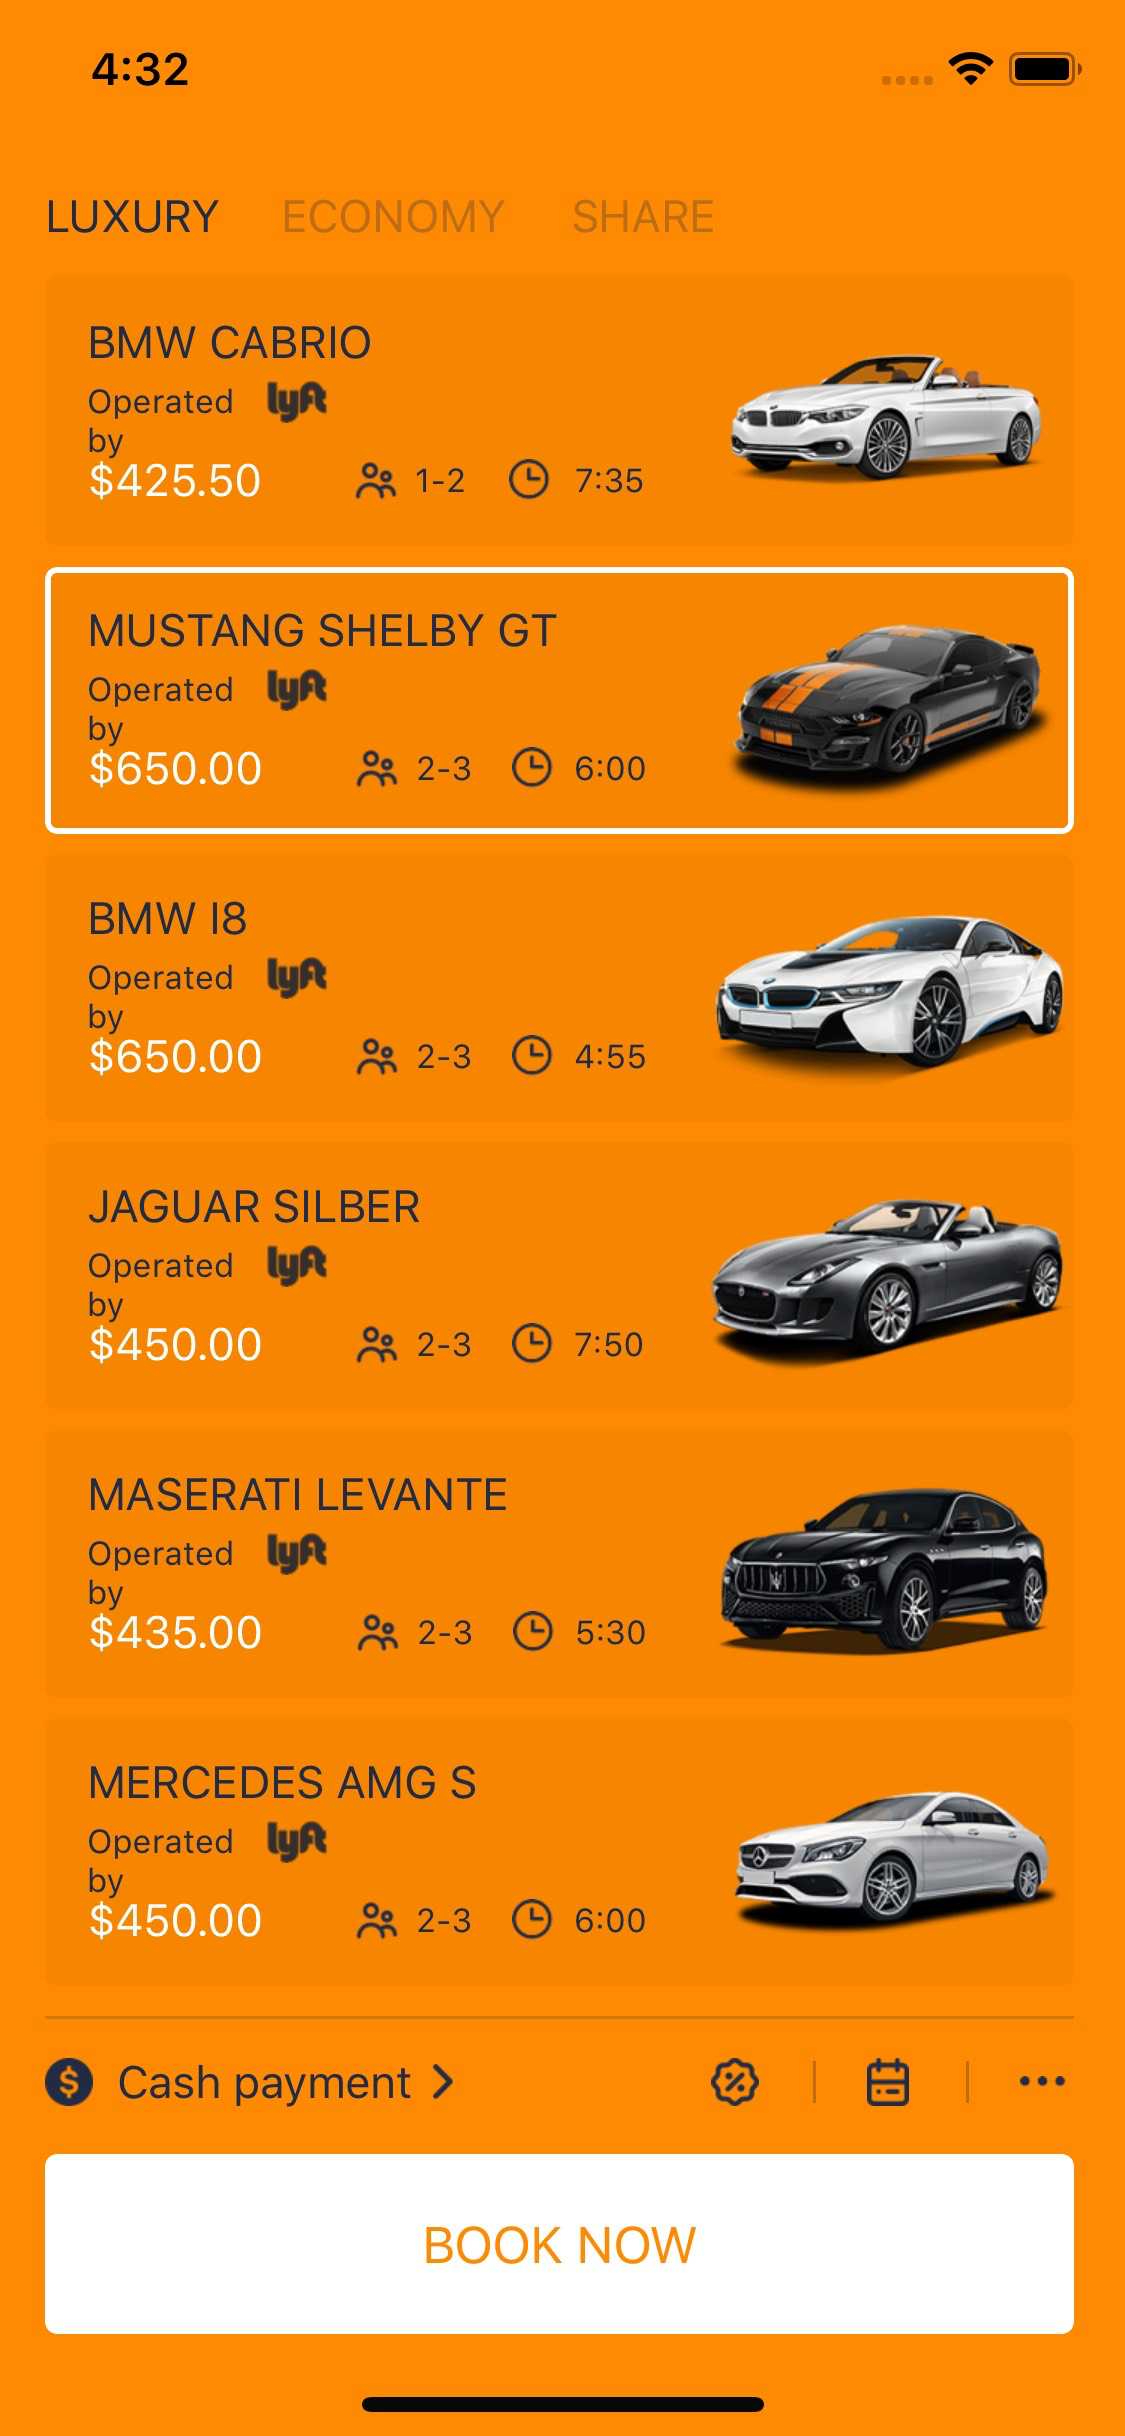 4:32
LUXURY ECONOMY SHARE
BMW CABRIO
Operated by lyft
$425.50 1-2 7:35
MUSTANG SHELBY GT
Operated by lyft
$650.00 2-3 6:00
BMW I8
Operated by lyft
$650.00 2-3 4:55
JAGUAR SILBER
Operated by lyft
$450.00 2-3 7:50
MASERATI LEVANTE
Operated by lyft
$435.00 2-3 5:30
MERCEDES AMG S
Operated by lyft
$450.00 2-3 6:00
$ Cash payment
BOOK NOW